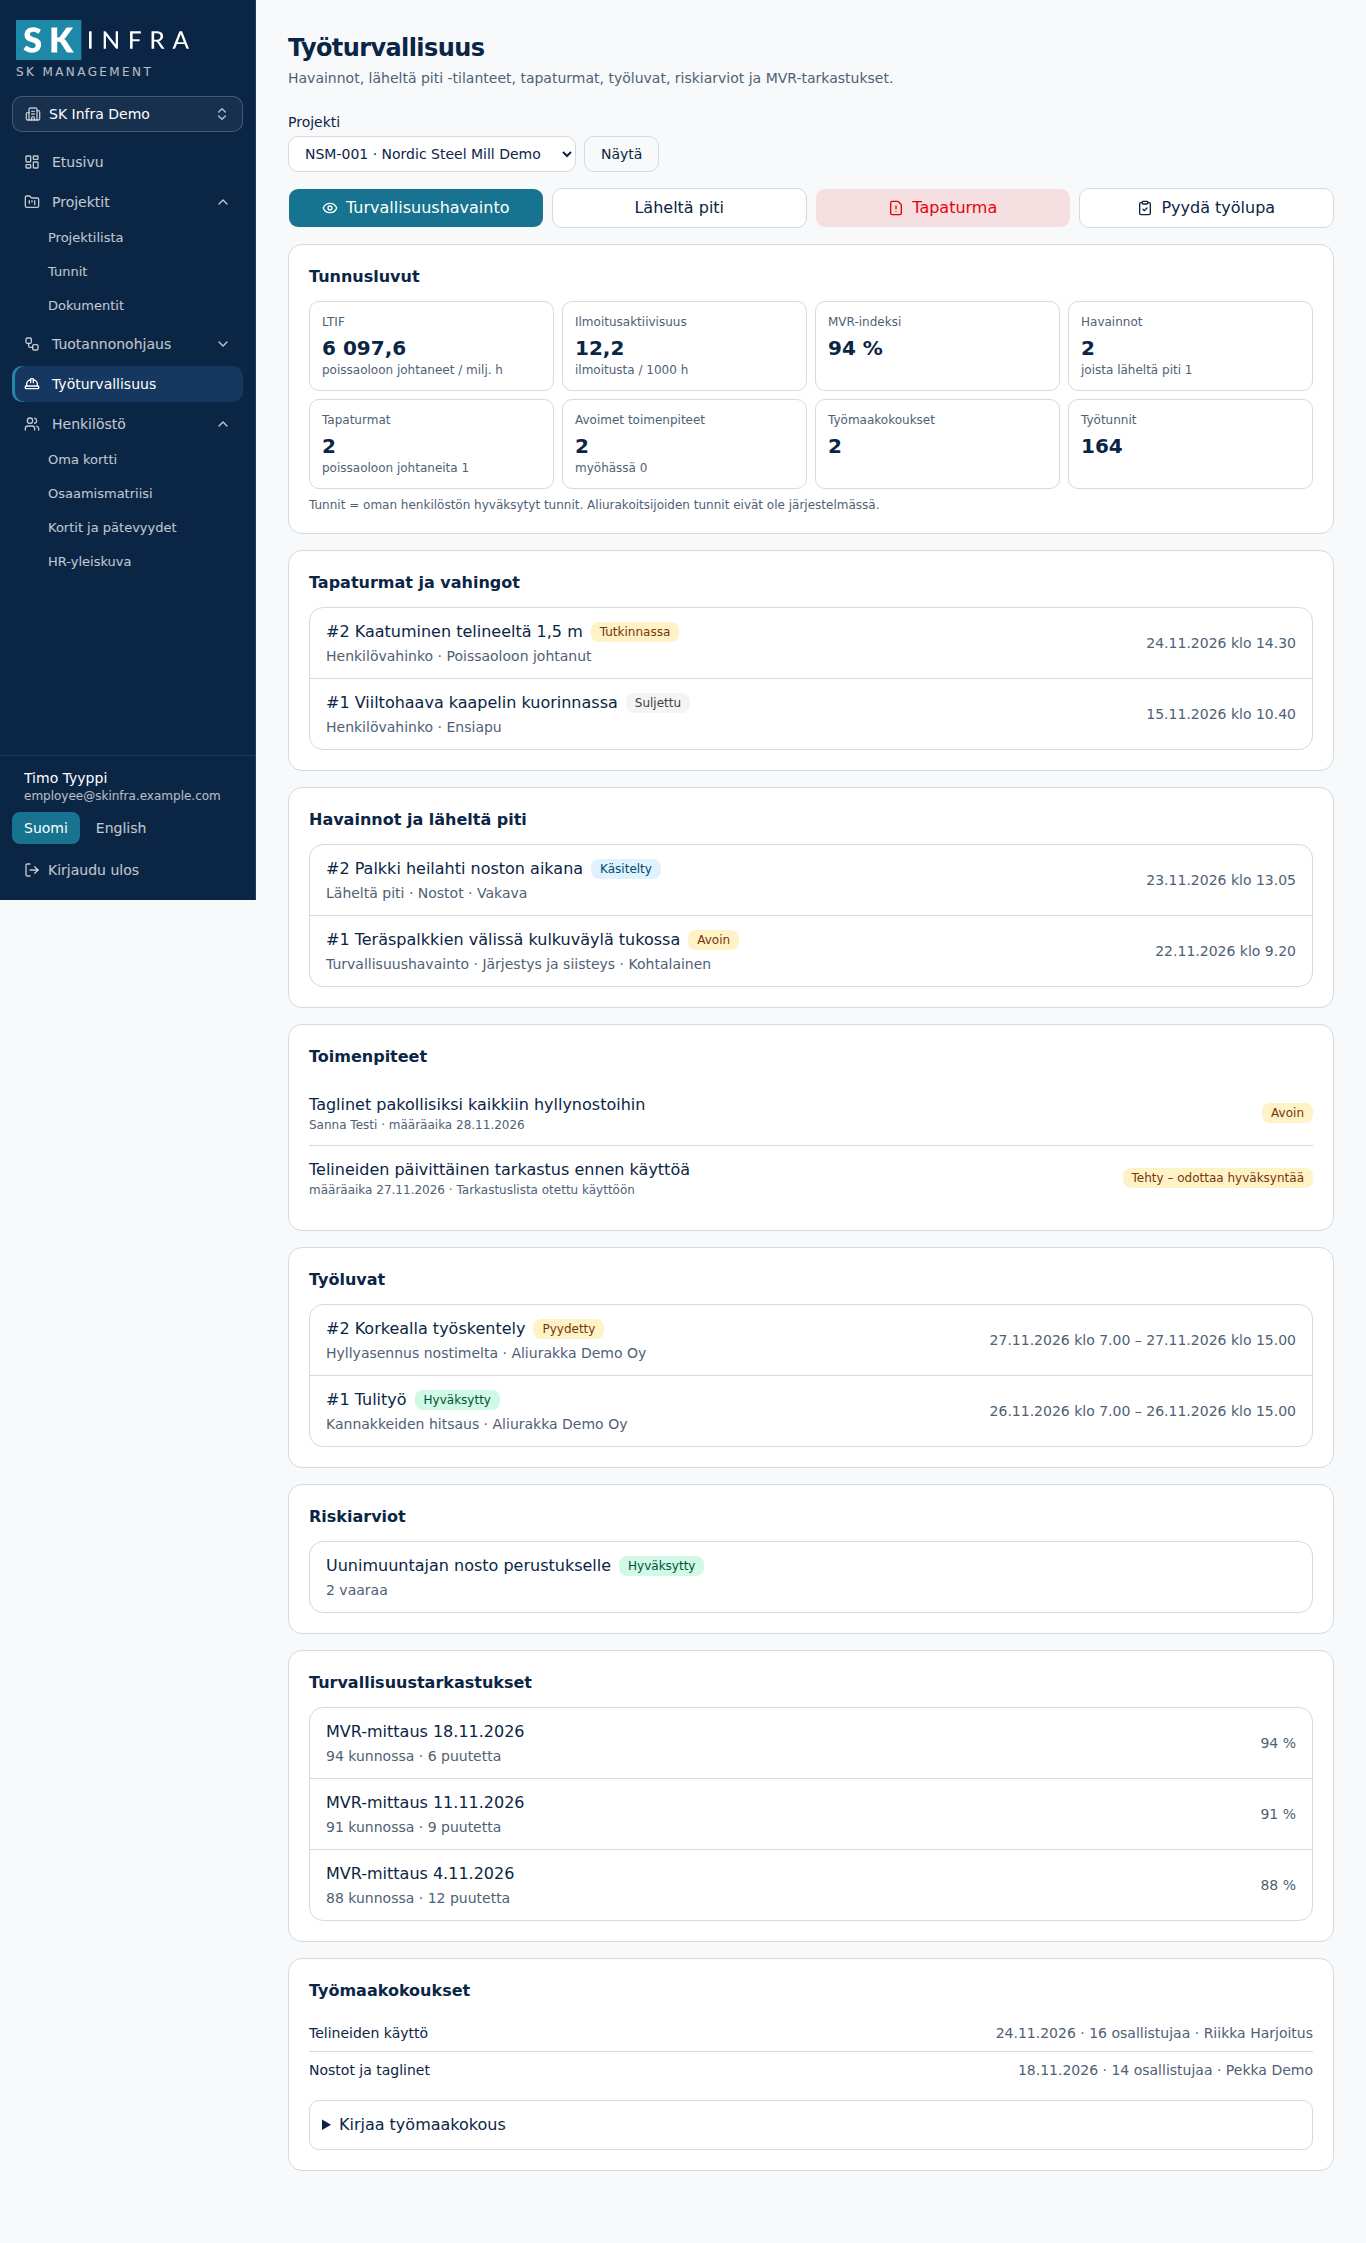 SK INFRA
SK MANAGEMENT
SK Infra Demo
Etusivu
Projektit
Projektilista
Tunnit
Dokumentit
Tuotannonohjaus
Työturvallisuus
Henkilöstö
Oma kortti
Osaamismatriisi
Kortit ja pätevyydet
HR-yleiskuva
Timo Tyyppi
employee@skinfra.example.com
Suomi English
Kirjaudu ulos
Työturvallisuus
Havainnot, läheltä piti -tilanteet, tapaturmat, työluvat, riskiarviot ja MVR-tarkastukset.
Projekti
NSM-001 · Nordic Steel Mill Demo Näytä
Turvallisuushavainto Läheltä piti Tapaturma Pyydä työlupa
Tunnusluvut
LTIF Ilmoitusaktiivisuus MVR-indeksi Havainnot
6 097,6 12,2 94 % 2
poissaoloon johtaneet / milj. h ilmoitusta / 1000 h joista läheltä piti 1
Tapaturmat Avoimet toimenpiteet Työmaakokoukset Työtunnit
2 2 2 164
poissaoloon johtaneita 1 myöhässä 0
Tunnit = oman henkilöstön hyväksytyt tunnit. Aliurakoitsijoiden tunnit eivät ole järjestelmässä.
Tapaturmat ja vahingot
#2 Kaatuminen telineeltä 1,5 m Tutkinnassa
Henkilövahinko · Poissaoloon johtanut
24.11.2026 klo 14.30
#1 Viiltohaava kaapelin kuorinnassa Suljettu
Henkilövahinko · Ensiapu
15.11.2026 klo 10.40
Havainnot ja läheltä piti
#2 Palkki heilahti noston aikana Käsitelty
Läheltä piti · Nostot · Vakava
23.11.2026 klo 13.05
#1 Teräspalkkien välissä kulkuväylä tukossa Avoin
Turvallisuushavainto · Järjestys ja siisteys · Kohtalainen
22.11.2026 klo 9.20
Toimenpiteet
Taglinet pakollisiksi kaikkiin hyllynostoihin
Sanna Testi · määräaika 28.11.2026
Avoin
Telineiden päivittäinen tarkastus ennen käyttöä
määräaika 27.11.2026 · Tarkastuslista otettu käyttöön
Tehty – odottaa hyväksyntää
Työluvat
#2 Korkealla työskentely Pyydetty
Hyllyasennus nostimelta · Aliurakka Demo Oy
27.11.2026 klo 7.00 – 27.11.2026 klo 15.00
#1 Tulityö Hyväksytty
Kannakkeiden hitsaus · Aliurakka Demo Oy
26.11.2026 klo 7.00 – 26.11.2026 klo 15.00
Riskiarviot
Uunimuuntajan nosto perustukselle Hyväksytty
2 vaaraa
Turvallisuustarkastukset
MVR-mittaus 18.11.2026
94 kunnossa · 6 puutetta
94 %
MVR-mittaus 11.11.2026
91 kunnossa · 9 puutetta
91 %
MVR-mittaus 4.11.2026
88 kunnossa · 12 puutetta
88 %
Työmaakokoukset
Telineiden käyttö 24.11.2026 · 16 osallistujaa · Riikka Harjoitus
Nostot ja taglinet 18.11.2026 · 14 osallistujaa · Pekka Demo
Kirjaa työmaakokous